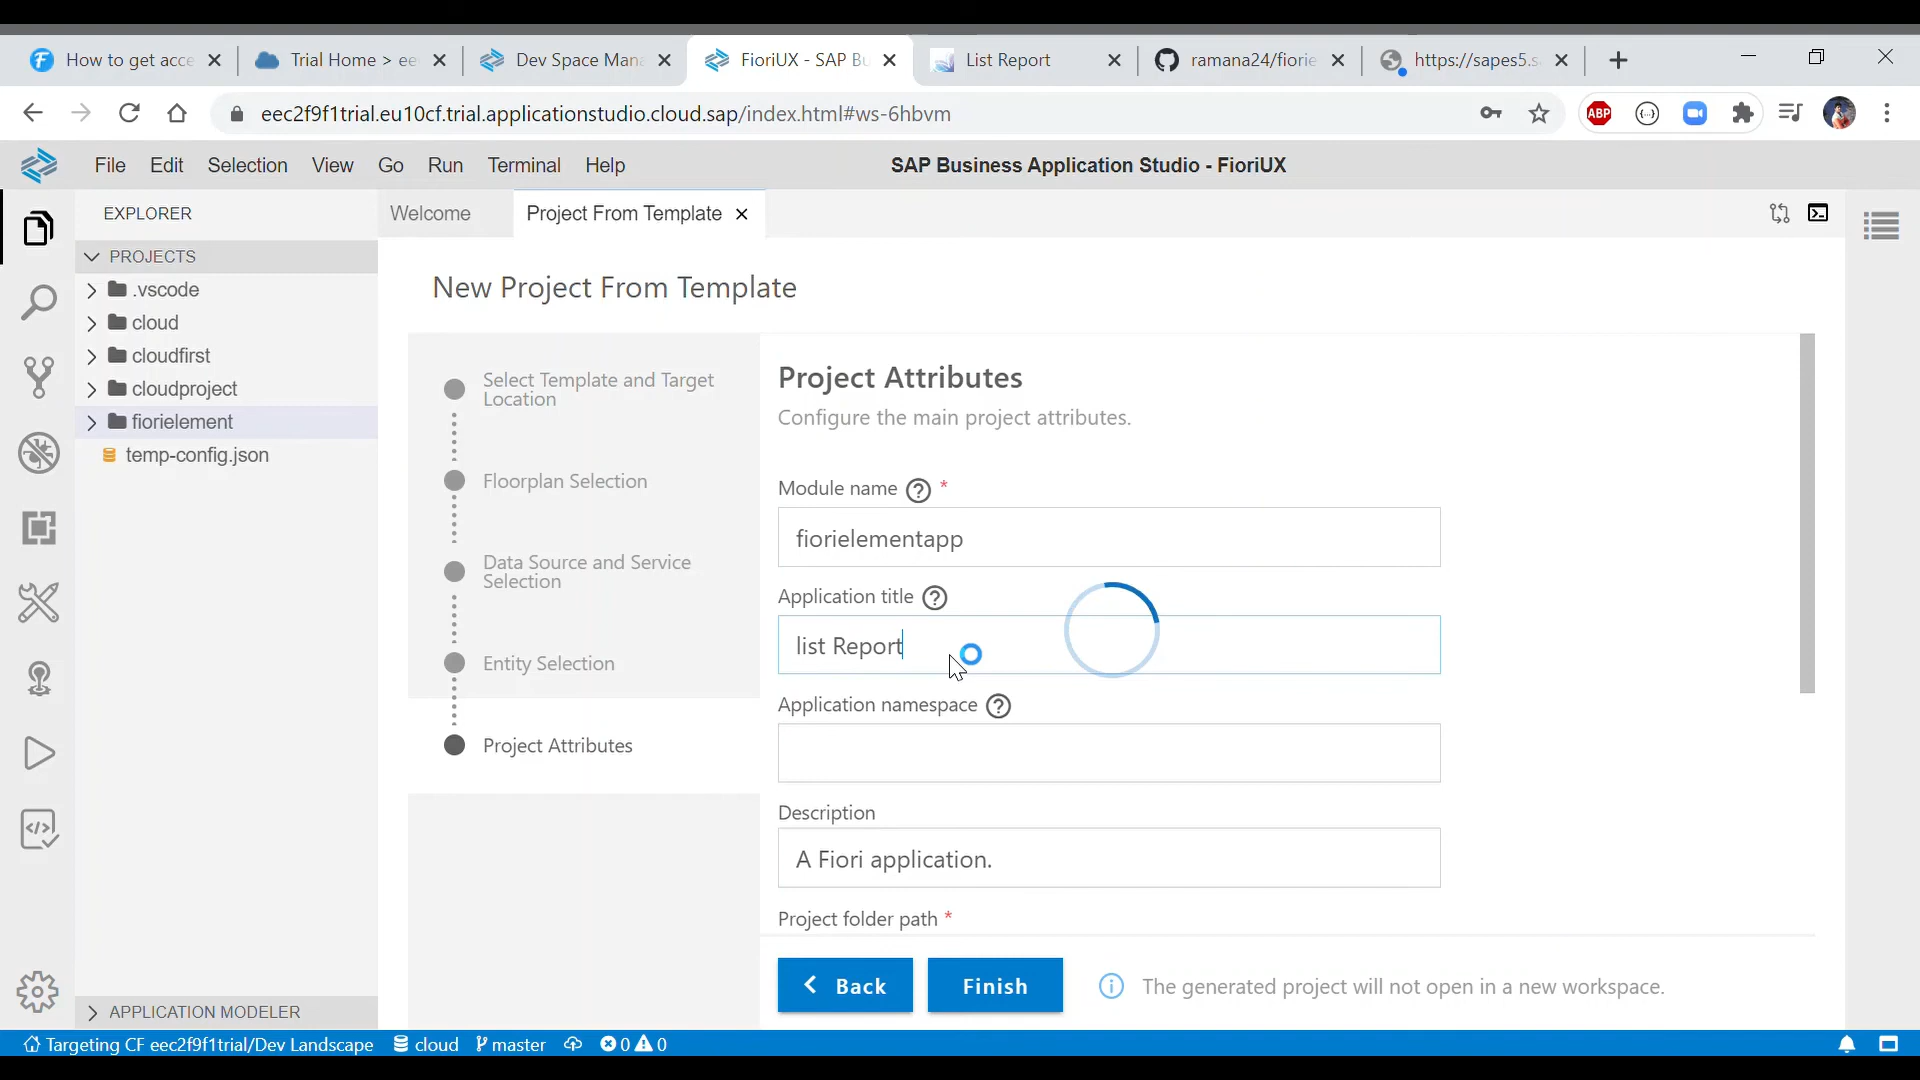 How to get acce
Trial Home > ee
Dev Space Mana
FioriUX - SAP Bu
List Report
ramana24/fiorie
https://sapes5.s
eec2f9f1trial.eu10cf.trial.applicationstudio.cloud.sap/index.html#ws-6hbvm
ABP
File Edit Selection View Go Run Terminal Help
SAP Business Application Studio - FioriUX
EXPLORER
Welcome
Project From Template
PROJECTS
.vscode
cloud
cloudfirst
cloudproject
fiorielement
temp-config.json
APPLICATION MODELER
New Project From Template
Select Template and Target
Location
Floorplan Selection
Data Source and Service
Selection
Entity Selection
Project Attributes
Project Attributes
Configure the main project attributes.
Module name ? *
fiorielementapp
Application title ?
list Report
Application namespace ?
Description
A Fiori application.
Project folder path *
< Back
Finish
The generated project will not open in a new workspace.
Targeting CF eec2f9f1trial/Dev Landscape cloud master 0 0